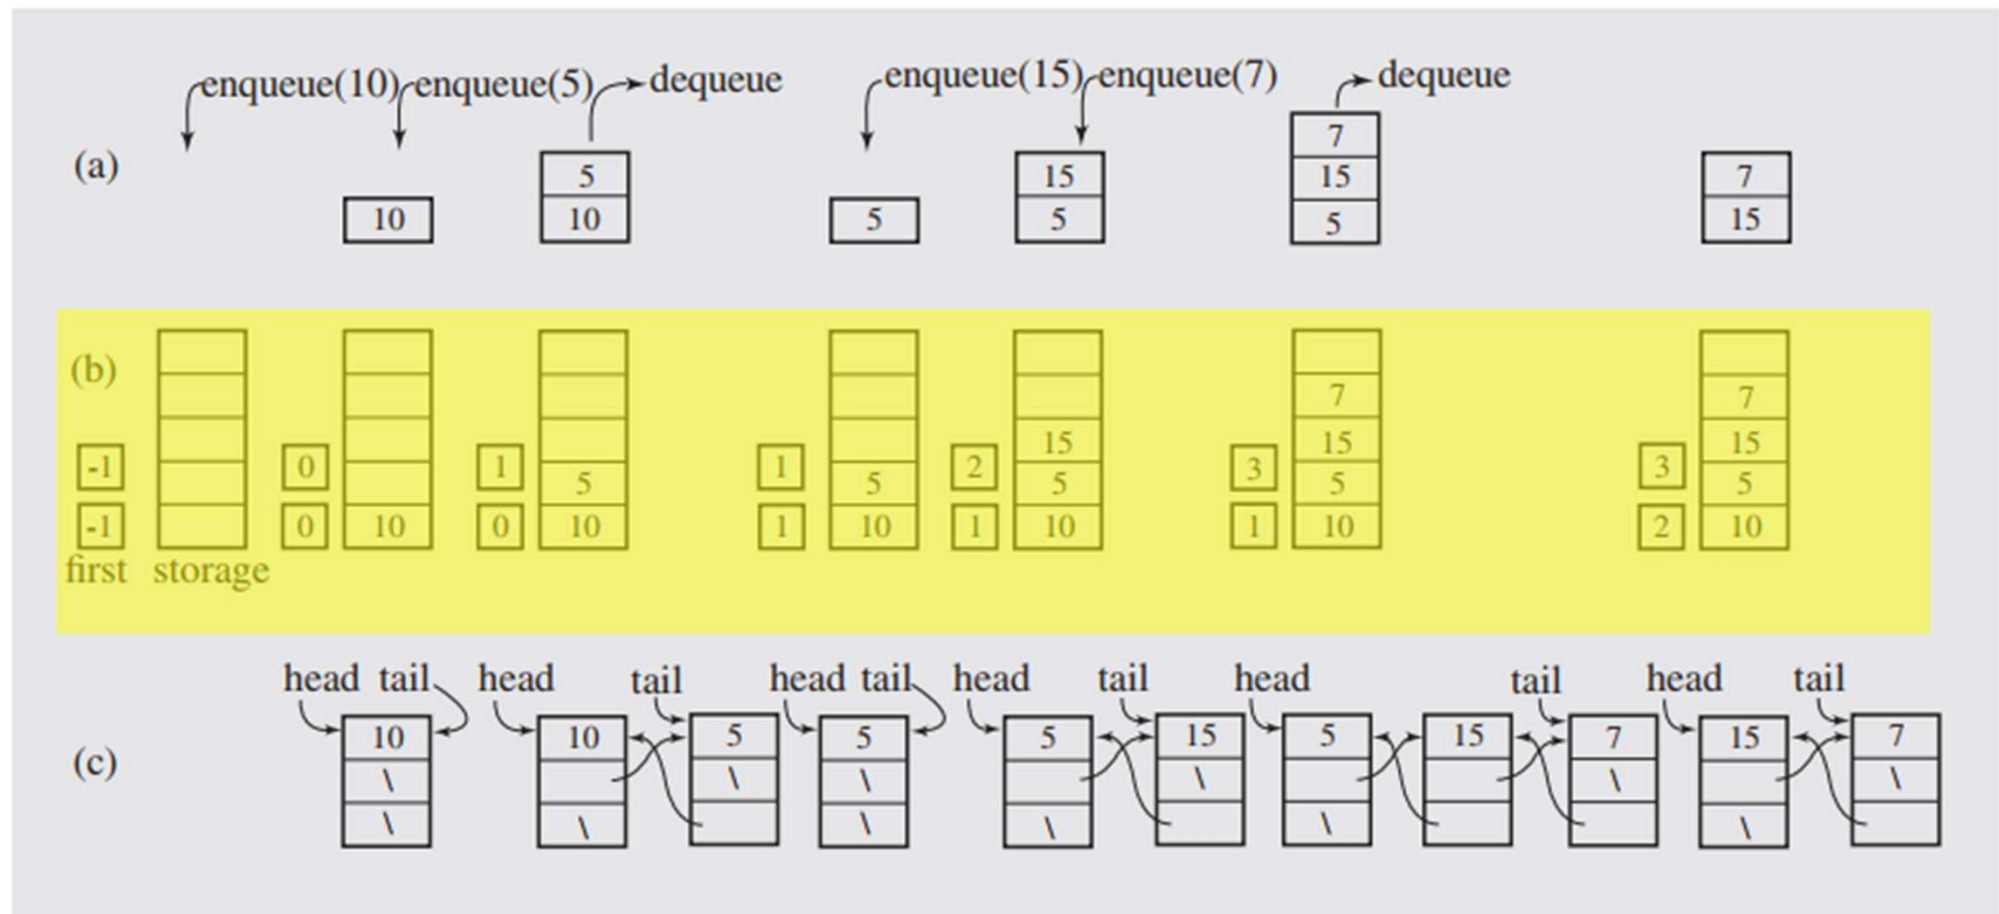 enqueue(10) enqueue(5) dequeue enqueue(15) enqueue(7) dequeue
7
(a) 5 15 15 7
10 10 5 5 5 15
(b)
7 7
15 15 15
-1 0 1 1 2 3 3
5 5 5 5 5
-1 0 10 0 10 1 10 1 10 1 10 2 10
first storage
head tail head tail head tail head tail head tail head tail
10 10 5 5 5 15 5 15 7 15 7
(c) \ \ \ \ \ \
\ \ \ \ \ \